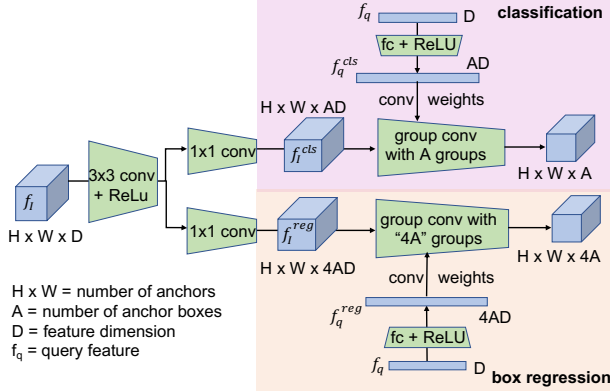 f_q D classification
fc + ReLU
f_q^{cls} AD
conv weights
H x W x AD
1x1 conv
f_I^{cls}
group conv
with A groups
H x W x A
3x3 conv
+ ReLu
f_I
H x W x D
1x1 conv
f_I^{reg}
H x W x 4AD
group conv with
“4A” groups
H x W x 4A
conv weights
f_q^{reg} 4AD
fc + ReLU
f_q D
box regression
H x W = number of anchors
A = number of anchor boxes
D = feature dimension
f_q = query feature